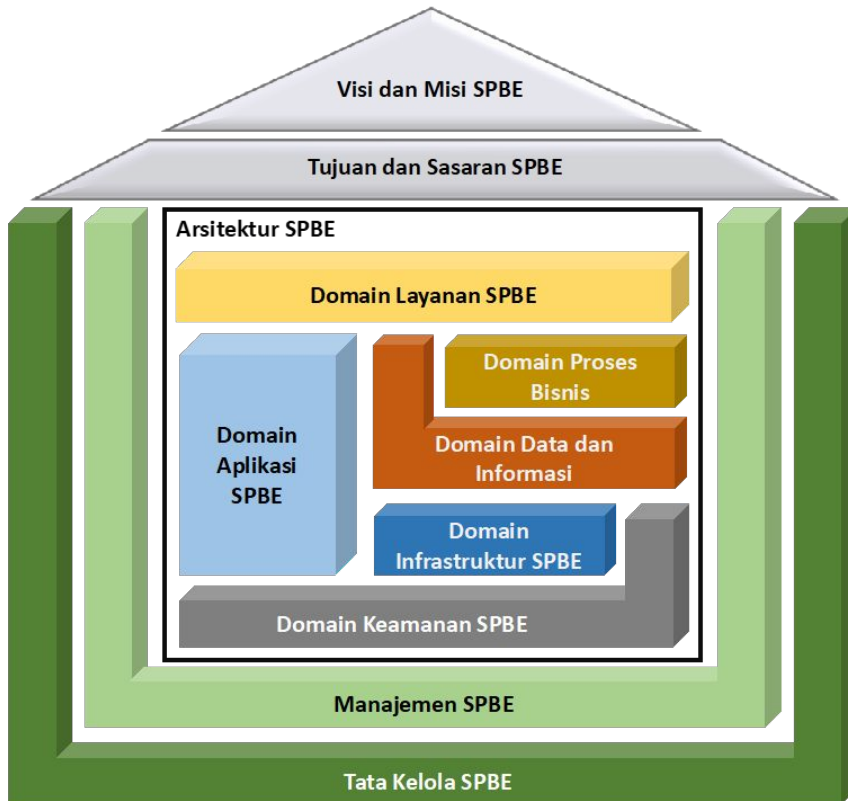 Visi dan Misi SPBE
Tujuan dan Sasaran SPBE
Arsitektur SPBE
Domain Layanan SPBE
Domain
Aplikasi
SPBE
Domain Proses
Bisnis
Domain Data dan
Informasi
Domain
Infrastruktur SPBE
Domain Keamanan SPBE
Manajemen SPBE
Tata Kelola SPBE